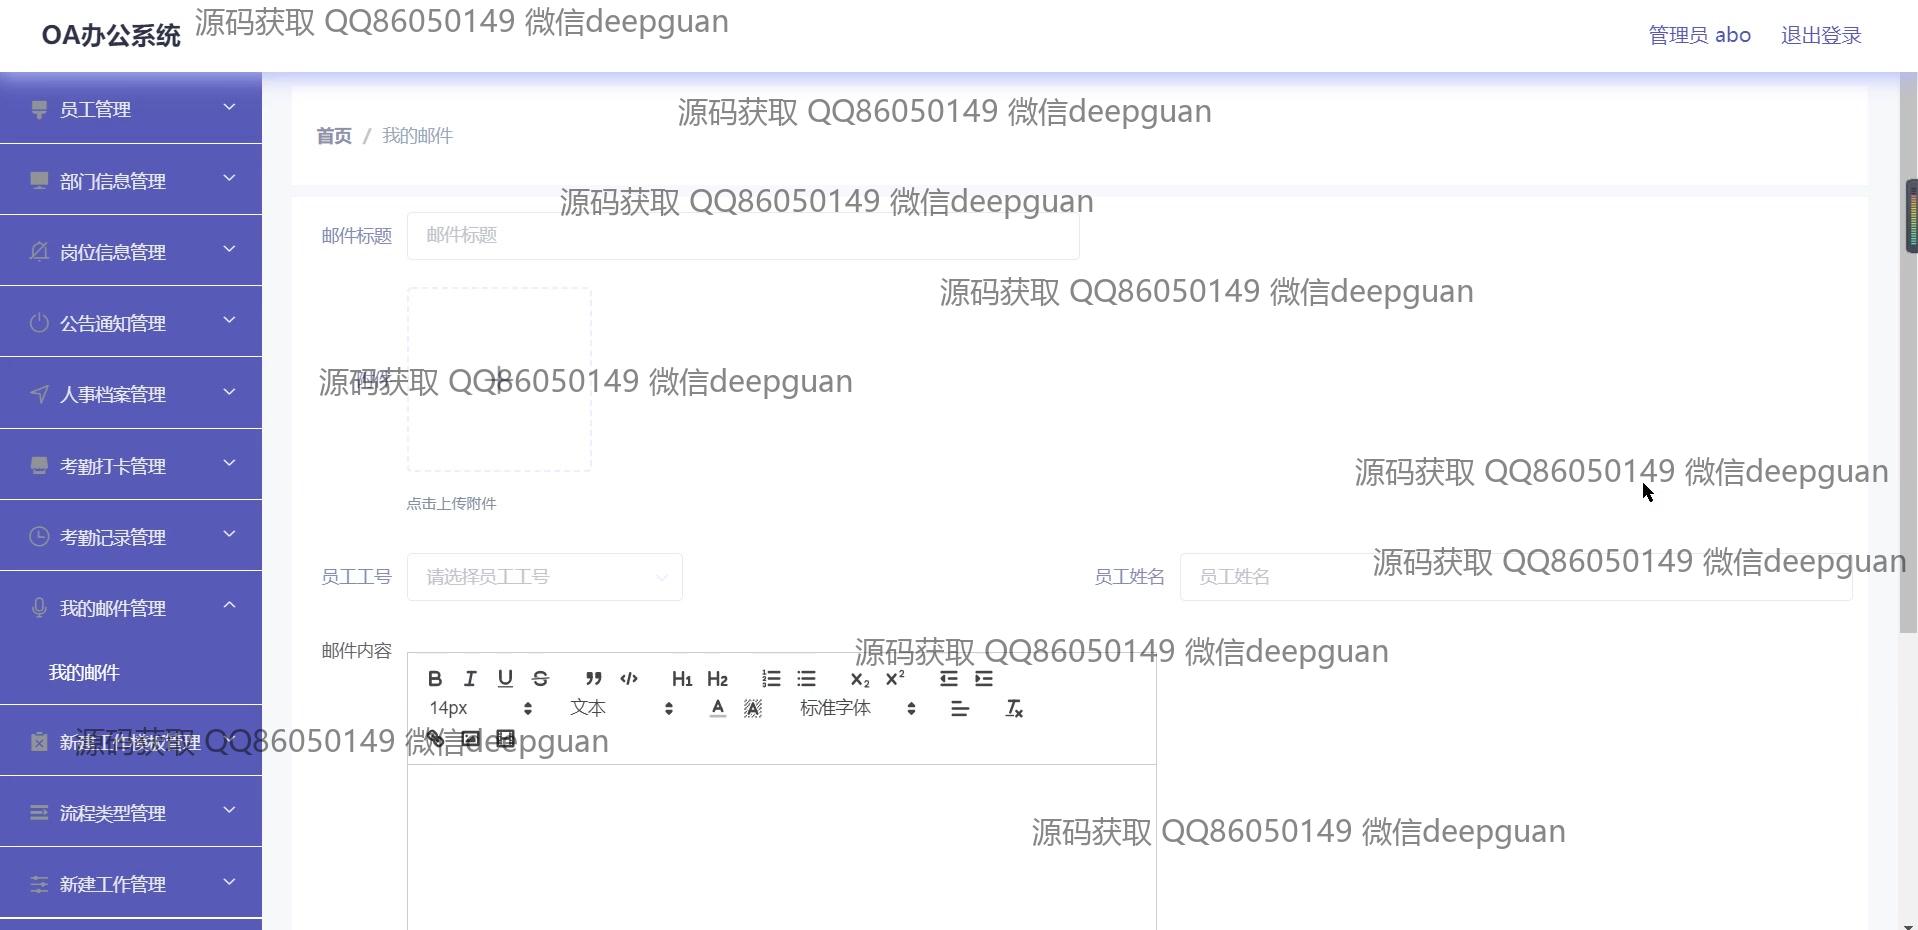 OA办公系统
源码获取 QQ86050149 微信deepguan
管理员 abo
退出登录
员工管理
源码获取 QQ86050149 微信deepguan
首页 / 我的邮件
部门信息管理
源码获取 QQ86050149 微信deepguan
邮件标题
邮件标题
岗位信息管理
源码获取 QQ86050149 微信deepguan
公告通知管理
人事档案管理
附件
源码获取 QQ86050149 微信deepguan
考勤打卡管理
源码获取 QQ86050149 微信deepguan
点击上传附件
考勤记录管理
源码获取 QQ86050149 微信deepguan
员工工号
请选择员工工号
员工姓名
员工姓名
我的邮件管理
邮件内容
源码获取 QQ86050149 微信deepguan
我的邮件
B I U S H1 H2 X2 X2
14px
文本
A
A
标准字体
Tx
新建工作模板管理
源码获取 QQ86050149 微信deepguan
流程类型管理
源码获取 QQ86050149 微信deepguan
新建工作管理